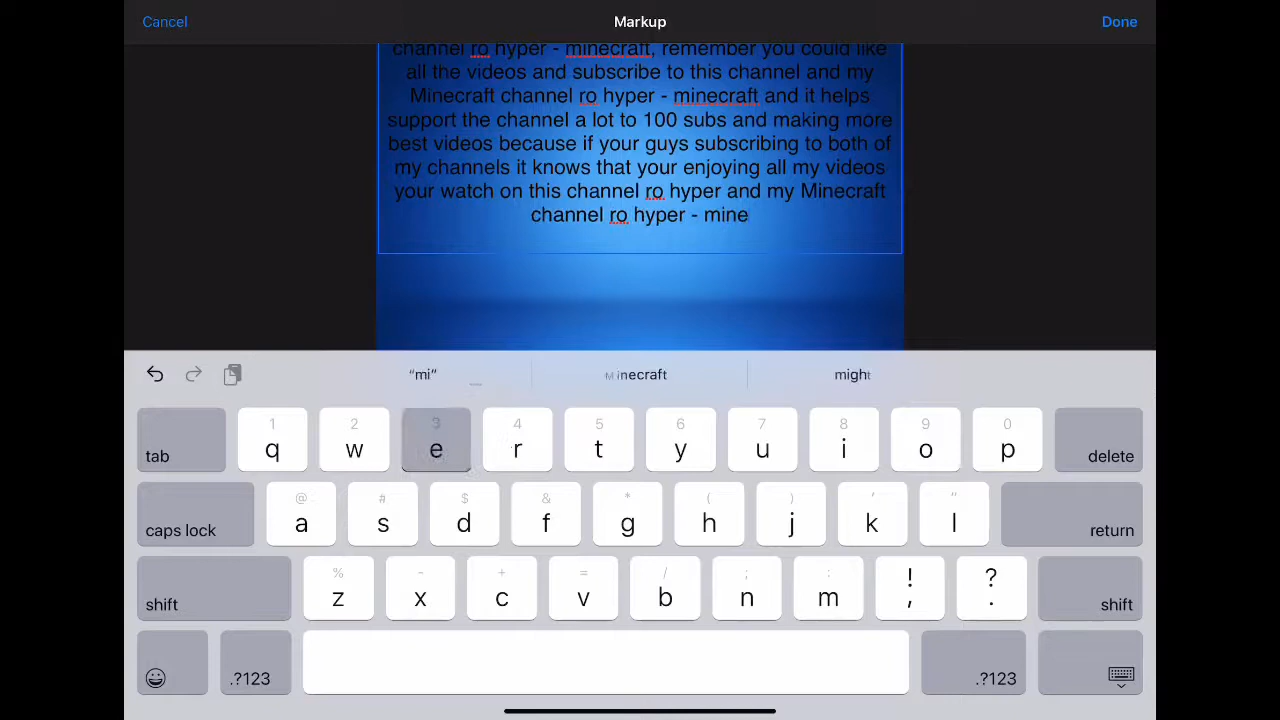 Cancel
Markup
Done
channel ro hyper - minecraft, remember you could like
all the videos and subscribe to this channel and my
Minecraft channel ro hyper - minecraft and it helps
support the channel a lot to 100 subs and making more
best videos because if your guys subscribing to both of
my channels it knows that your enjoying all my videos
your watch on this channel ro hyper and my Minecraft
channel ro hyper - mine
"mi"
Minecraft
might
1 2 3 4 5 6 7 8 9 0
tab q w e r t y u i o p delete
@ # $ & * ( ) ' "
caps lock a s d f g h j k l return
% - + = / ; : ! ?
shift z x c v b n m , . shift
.?123 .?123